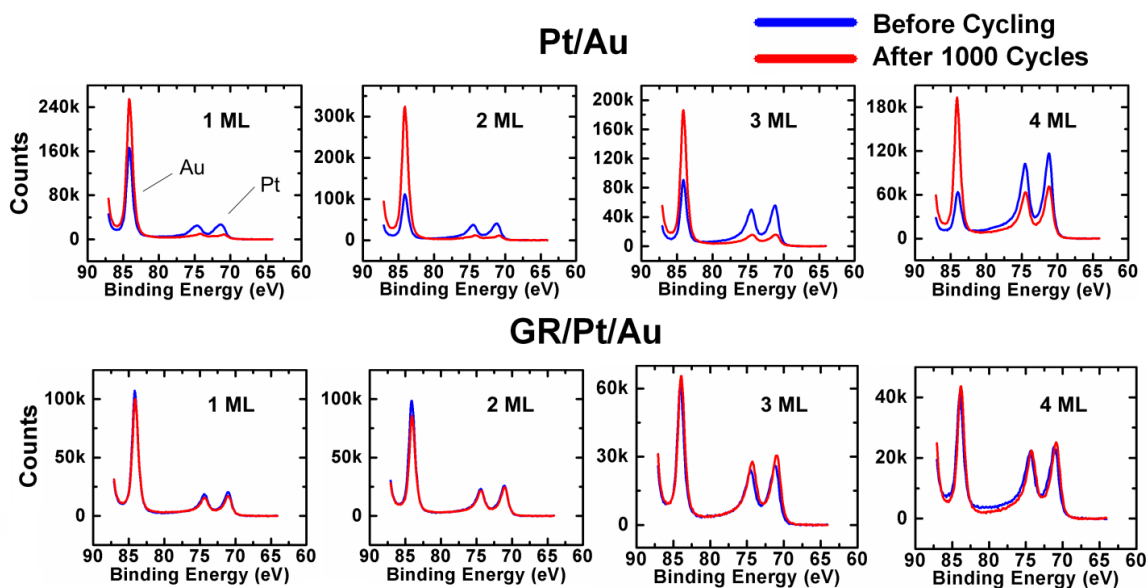 Pt/Au
Before Cycling
After 1000 Cycles
Counts
240k
160k
80k
0
1 ML
Au
Pt
90 85 80 75 70 65 60
Binding Energy (eV)
300k
200k
100k
0
2 ML
90 85 80 75 70 65 60
Binding Energy (eV)
200k
160k
120k
80k
40k
0
3 ML
90 85 80 75 70 65 60
Binding Energy (eV)
180k
120k
60k
0
4 ML
90 80 70 60
Binding Energy (eV)
GR/Pt/Au
Counts
100k
50k
0
1 ML
90 85 80 75 70 65 60
Binding Energy (eV)
100k
50k
0
2 ML
90 85 80 75 70 65 60
Binding Energy (eV)
60k
30k
0
3 ML
90 85 80 75 70 65 60
Binding Energy (eV)
40k
20k
0
4 ML
90 85 80 75 70 65 60
Binding Energy (eV)